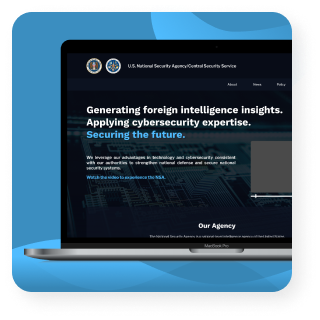 U.S. National Security Agency/Central Security Service
About News Policy
Generating foreign intelligence insights.
Applying cybersecurity expertise.
Securing the future.
We leverage our advantages in technology and cybersecurity consistent
with our authorities to strengthen national defense and secure national
security systems.
Watch the video to experience the NSA.
Our Agency
The National Security Agency is a national-level intelligence agency of the United States
MacBook Pro